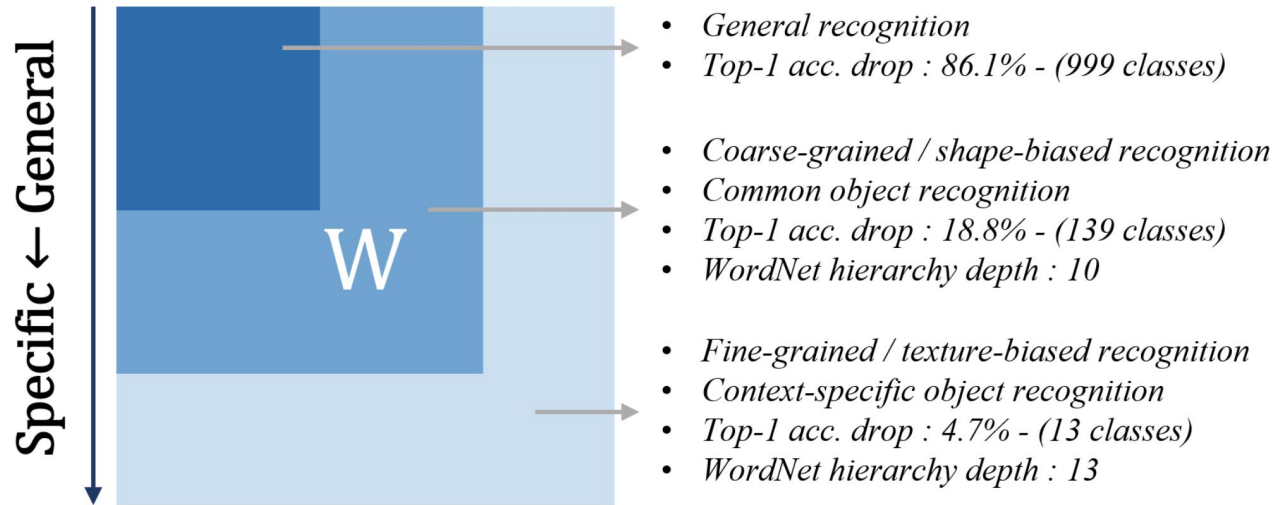 Specific ← General
W
• General recognition
• Top-1 acc. drop : 86.1% - (999 classes)
• Coarse-grained / shape-biased recognition
• Common object recognition
• Top-1 acc. drop : 18.8% - (139 classes)
• WordNet hierarchy depth : 10
• Fine-grained / texture-biased recognition
• Context-specific object recognition
• Top-1 acc. drop : 4.7% - (13 classes)
• WordNet hierarchy depth : 13